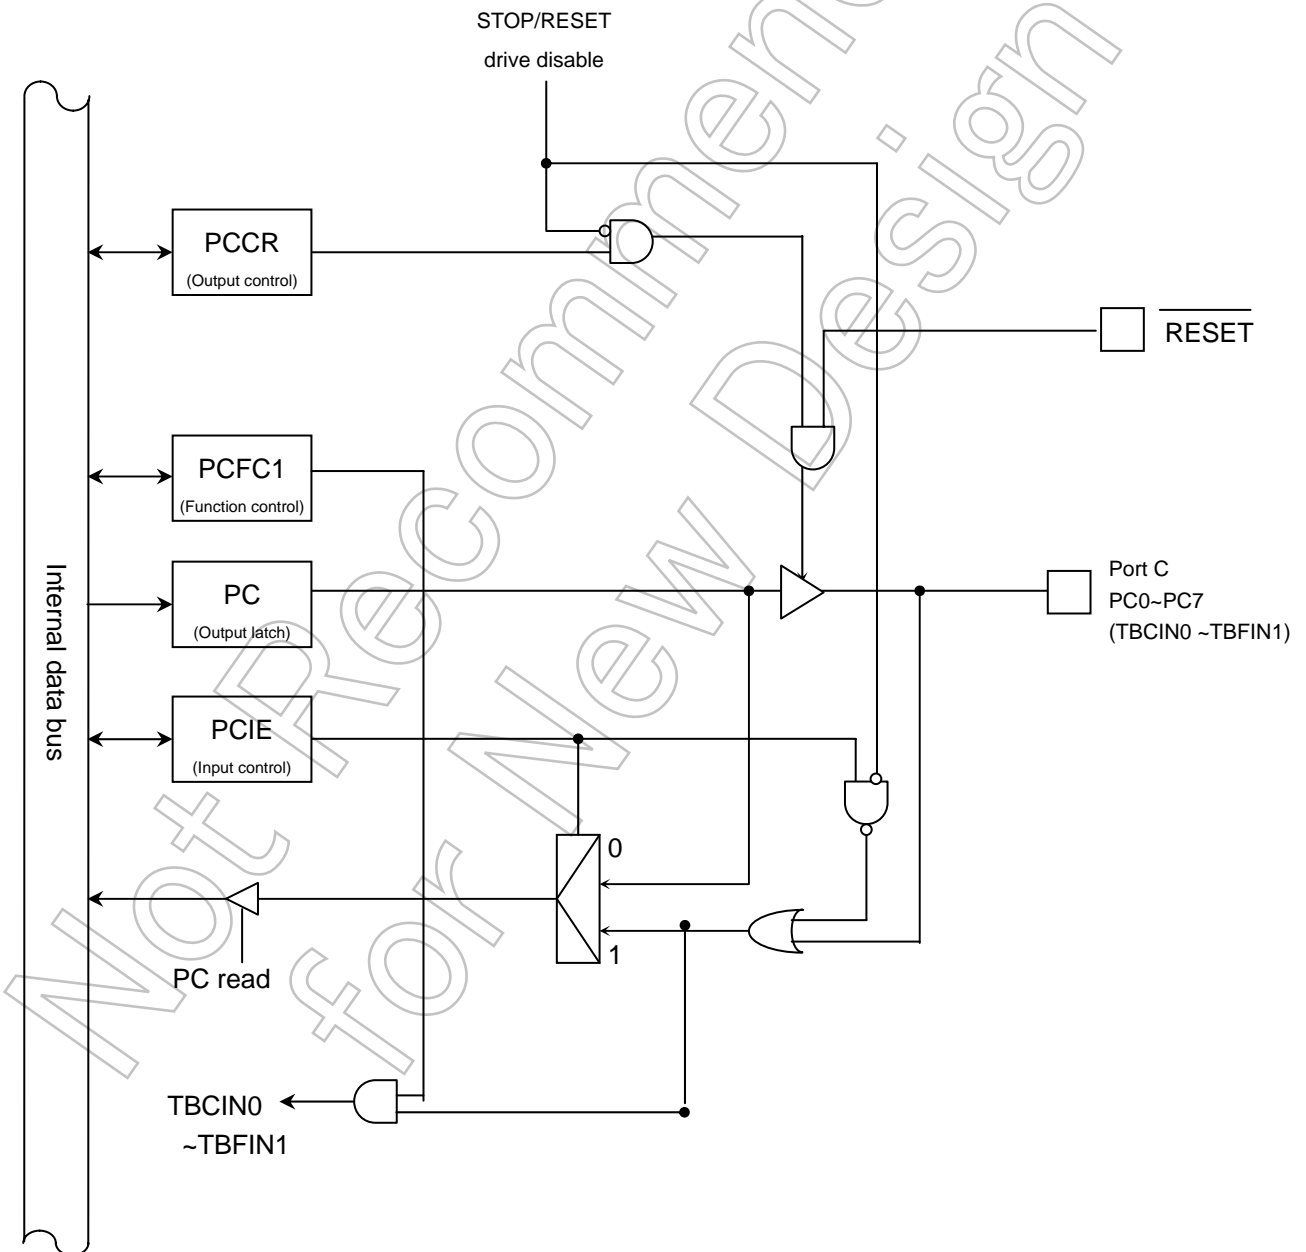 STOP/RESET
drive disable
PCCR
(Output control)
RESET
PCFC1
(Function control)
Internal data bus
PC
(Output latch)
Port C
PC0~PC7
(TBCIN0 ~TBFIN1)
PCIE
(Input control)
0
1
PC read
TBCIN0
~TBFIN1
Not Recommended
for New Design